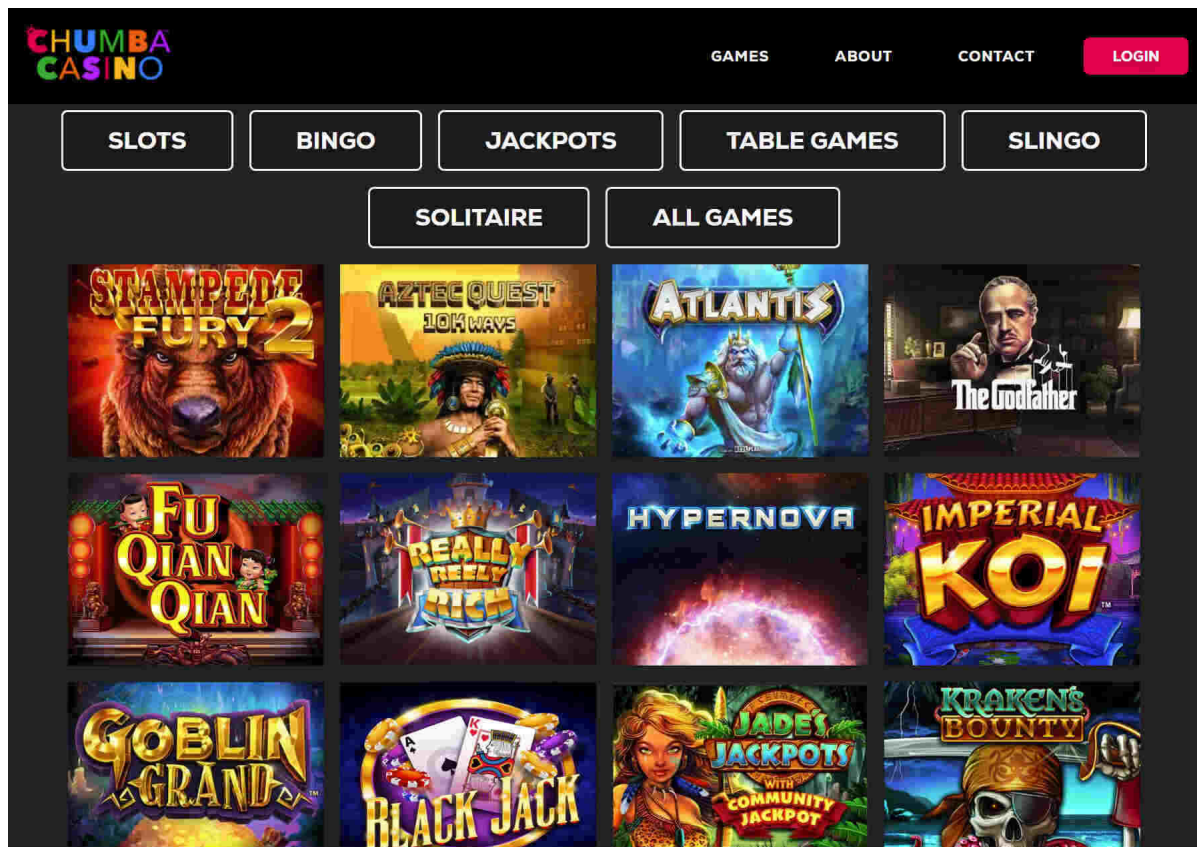 CHUMBA
CASINO
GAMES
ABOUT
CONTACT
LOGIN
SLOTS
BINGO
JACKPOTS
TABLE GAMES
SLINGO
SOLITAIRE
ALL GAMES
STAMPEDE
FURY 2
AZTEC QUEST
10K WAYS
ATLANTIS
The Godfather
FU
QIAN
QIAN
REALLY
REELY
RICH
HYPERNOVA
IMPERIAL
KOI
™
GOBLIN
GRAND
™
A
K
BLACK JACK
JADE'S
JACKPOTS
WITH
COMMUNITY
JACKPOT
KRAKEN'S
BOUNTY